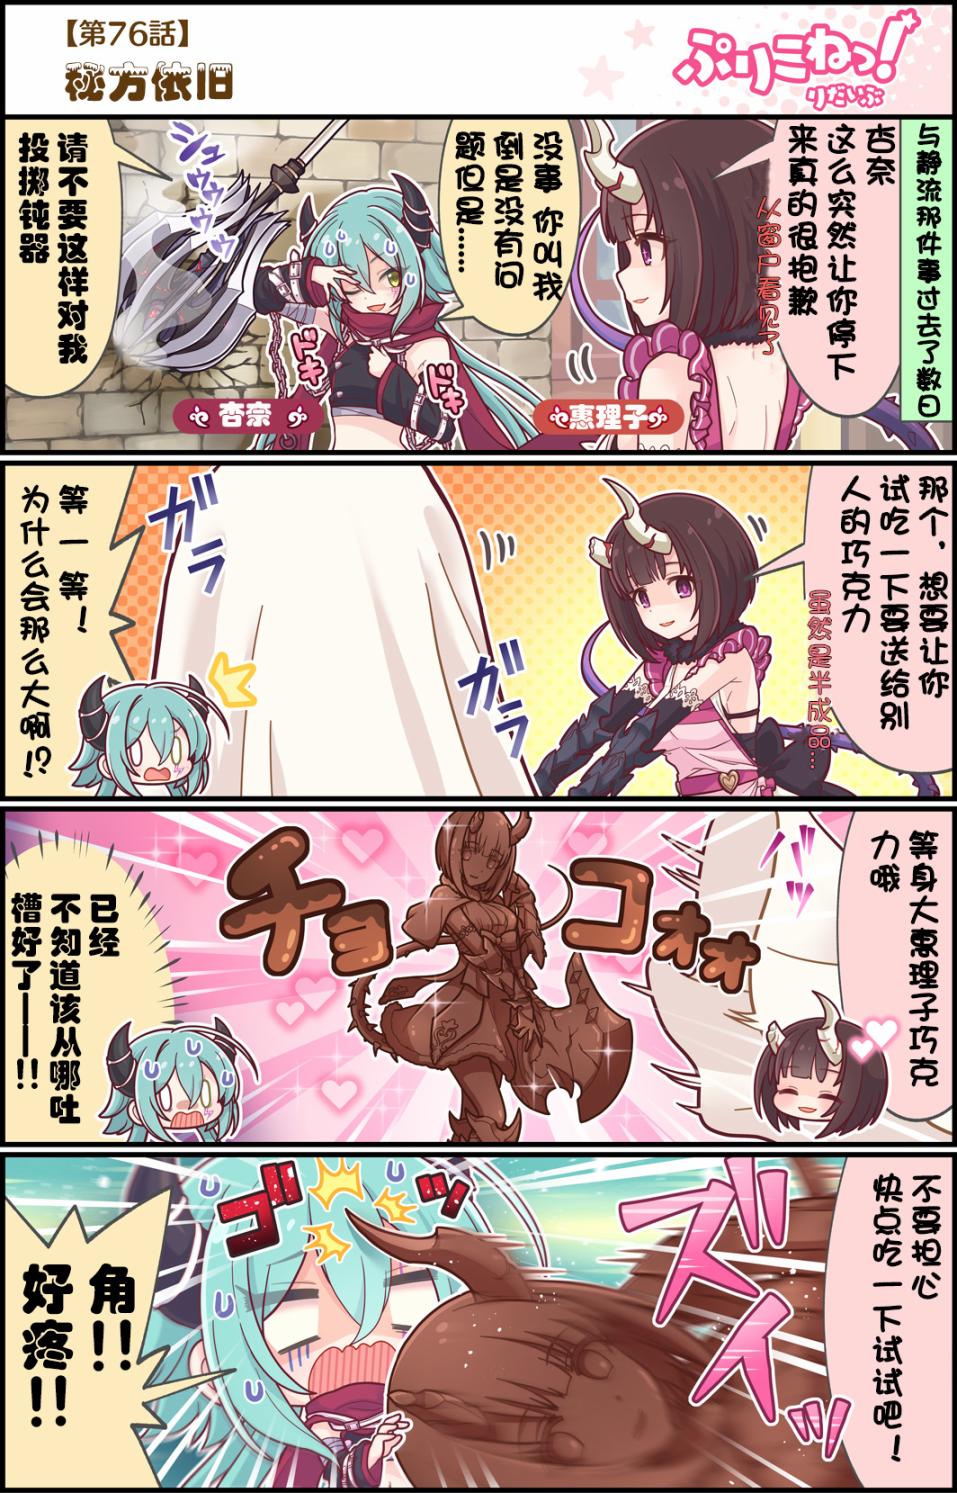 【第76話】
秘方依旧
ぷりこねっ!
りだいぶ
与静流那件事过去了数日
杏奈
这么突然让你停下
来真的很抱歉
从窗户看见了
没事 你叫我
倒是没有问
题但是……
请不要这样对我
投掷钝器
シュゥゥゥゥ
ドキ
ドキ
杏奈
惠理子
那个，想要让你
试吃一下要送给别
人的巧克力
虽然是半成品…
ガラ
ガラ
等一等！
为什么会那么大啊!?
等身大惠理子巧克
力哦
チョコォォ
已经
不知道该从哪吐
槽好了——!!
不要担心
快点吃一下试试吧！
ズズイ
ゴッ
角!!
好疼!!